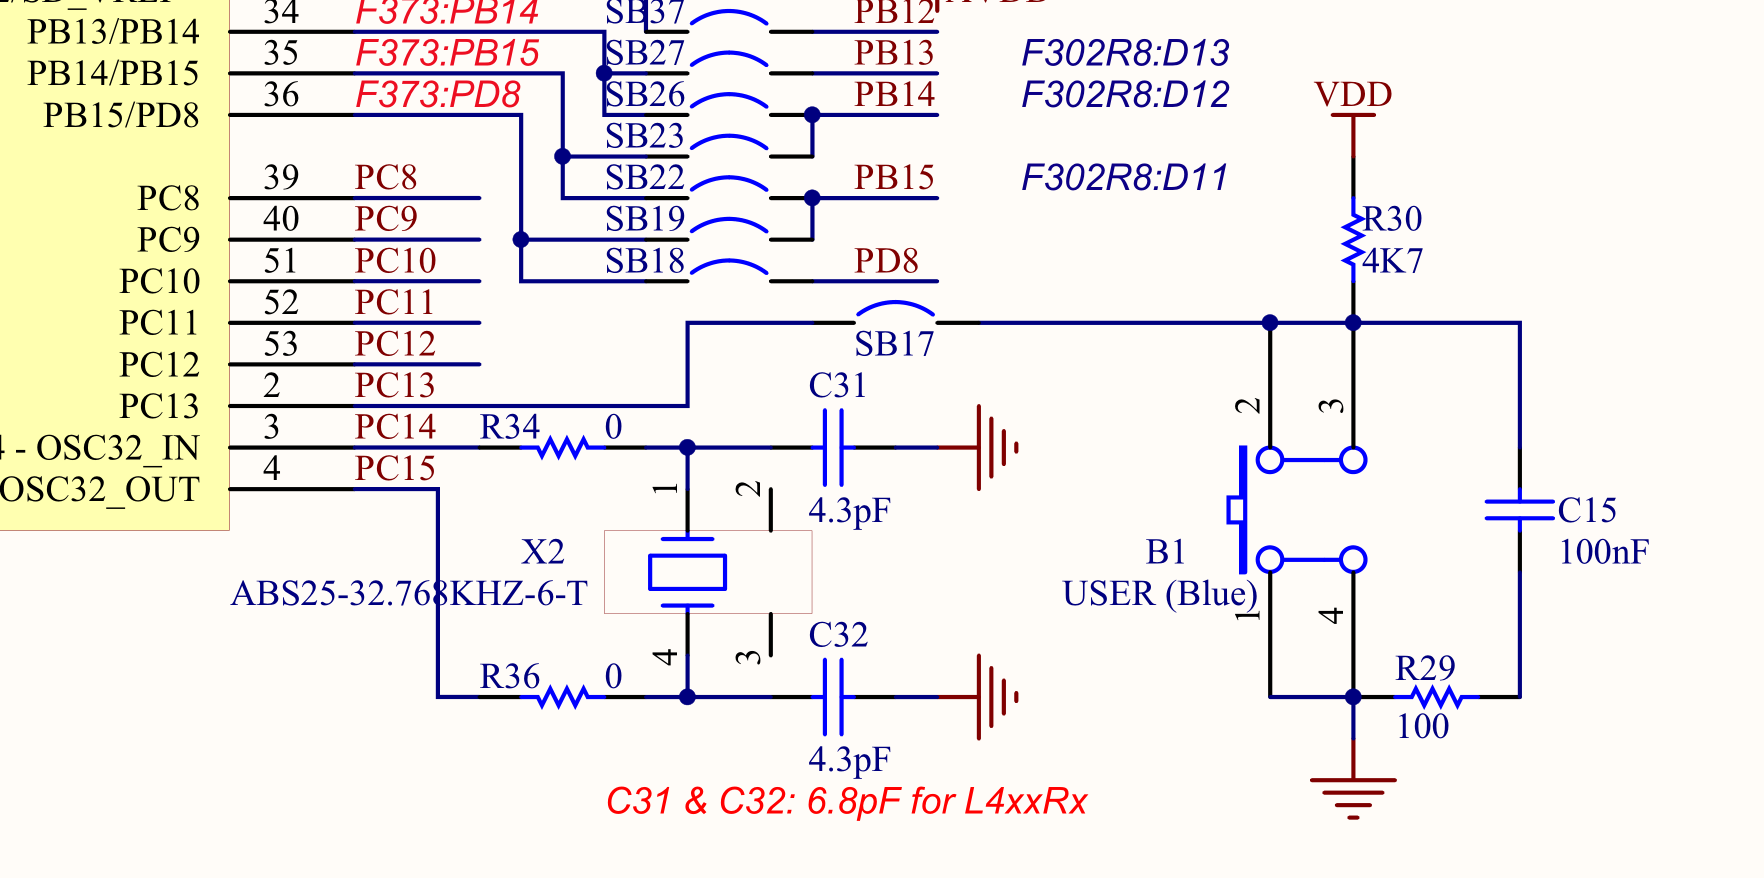 34 F373:PB14 SB37 PB12
PB13/PB14
35 F373:PB15 SB27 PB13 F302R8:D13
PB14/PB15
36 F373:PD8 SB26 PB14 F302R8:D12 VDD
PB15/PD8
SB23
39 PC8 SB22 PB15 F302R8:D11
PC8
40 PC9 SB19 R30
PC9
51 PC10 SB18 PD8 4K7
PC10
52 PC11
PC11
53 PC12 SB17
PC12
2 PC13 C31
PC13 2 3
3 PC14 R34 0
- OSC32_IN
4 PC15
OSC32_OUT 1 2
4.3pF C15
X2 B1 100nF
ABS25-32.768KHZ-6-T USER (Blue)
1 4
C32
4 3
R36 0 R29
100
4.3pF
C31 & C32: 6.8pF for L4xxRx